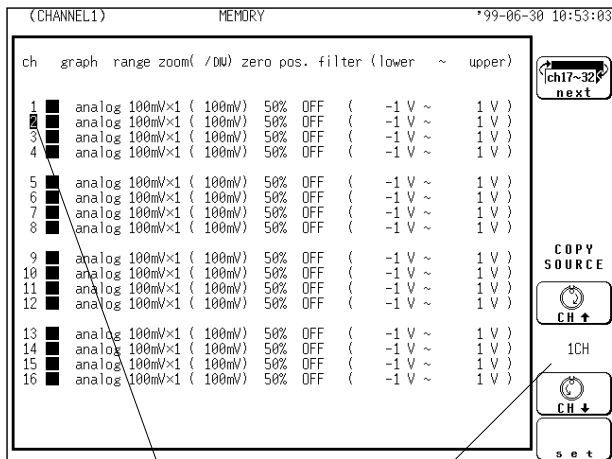 (CHANNEL1) MEMORY '99-06-30 10:53:03
ch graph range zoom( /DIV) zero pos. filter (lower ~ upper)
1 analog 100mV×1 ( 100mV) 50% OFF ( -1 V ~ 1 V )
2 analog 100mV×1 ( 100mV) 50% OFF ( -1 V ~ 1 V )
3 analog 100mV×1 ( 100mV) 50% OFF ( -1 V ~ 1 V )
4 analog 100mV×1 ( 100mV) 50% OFF ( -1 V ~ 1 V )
5 analog 100mV×1 ( 100mV) 50% OFF ( -1 V ~ 1 V )
6 analog 100mV×1 ( 100mV) 50% OFF ( -1 V ~ 1 V )
7 analog 100mV×1 ( 100mV) 50% OFF ( -1 V ~ 1 V )
8 analog 100mV×1 ( 100mV) 50% OFF ( -1 V ~ 1 V )
9 analog 100mV×1 ( 100mV) 50% OFF ( -1 V ~ 1 V )
10 analog 100mV×1 ( 100mV) 50% OFF ( -1 V ~ 1 V )
11 analog 100mV×1 ( 100mV) 50% OFF ( -1 V ~ 1 V )
12 analog 100mV×1 ( 100mV) 50% OFF ( -1 V ~ 1 V )
13 analog 100mV×1 ( 100mV) 50% OFF ( -1 V ~ 1 V )
14 analog 100mV×1 ( 100mV) 50% OFF ( -1 V ~ 1 V )
15 analog 100mV×1 ( 100mV) 50% OFF ( -1 V ~ 1 V )
16 analog 100mV×1 ( 100mV) 50% OFF ( -1 V ~ 1 V )
ch17~32
next
COPY
SOURCE
CH ↑
1CH
CH ↓
set